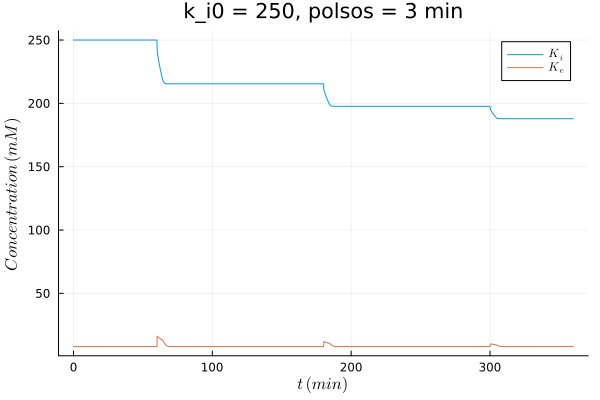 k_i0 = 250, polsos = 3 min
250
200
150
100
50
Concentration (mM)
K_i
K_e
0
100
200
300
t (min)